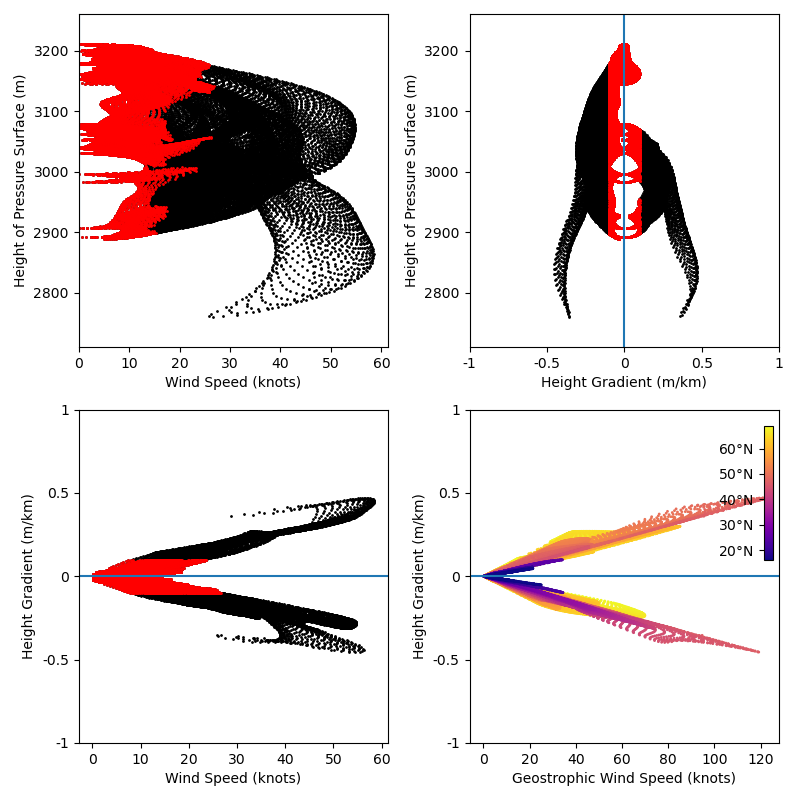 3200
3100
3000
2900
2800
Height of Pressure Surface (m)
0 10 20 30 40 50 60
Wind Speed (knots)
3200
3100
3000
2900
2800
Height of Pressure Surface (m)
-1 -0.5 0 0.5 1
Height Gradient (m/km)
1
0.5
0
-0.5
-1
Height Gradient (m/km)
0 10 20 30 40 50 60
Wind Speed (knots)
1
0.5
0
-0.5
-1
Height Gradient (m/km)
0 20 40 60 80 100 120
Geostrophic Wind Speed (knots)
60°N
50°N
40°N
30°N
20°N